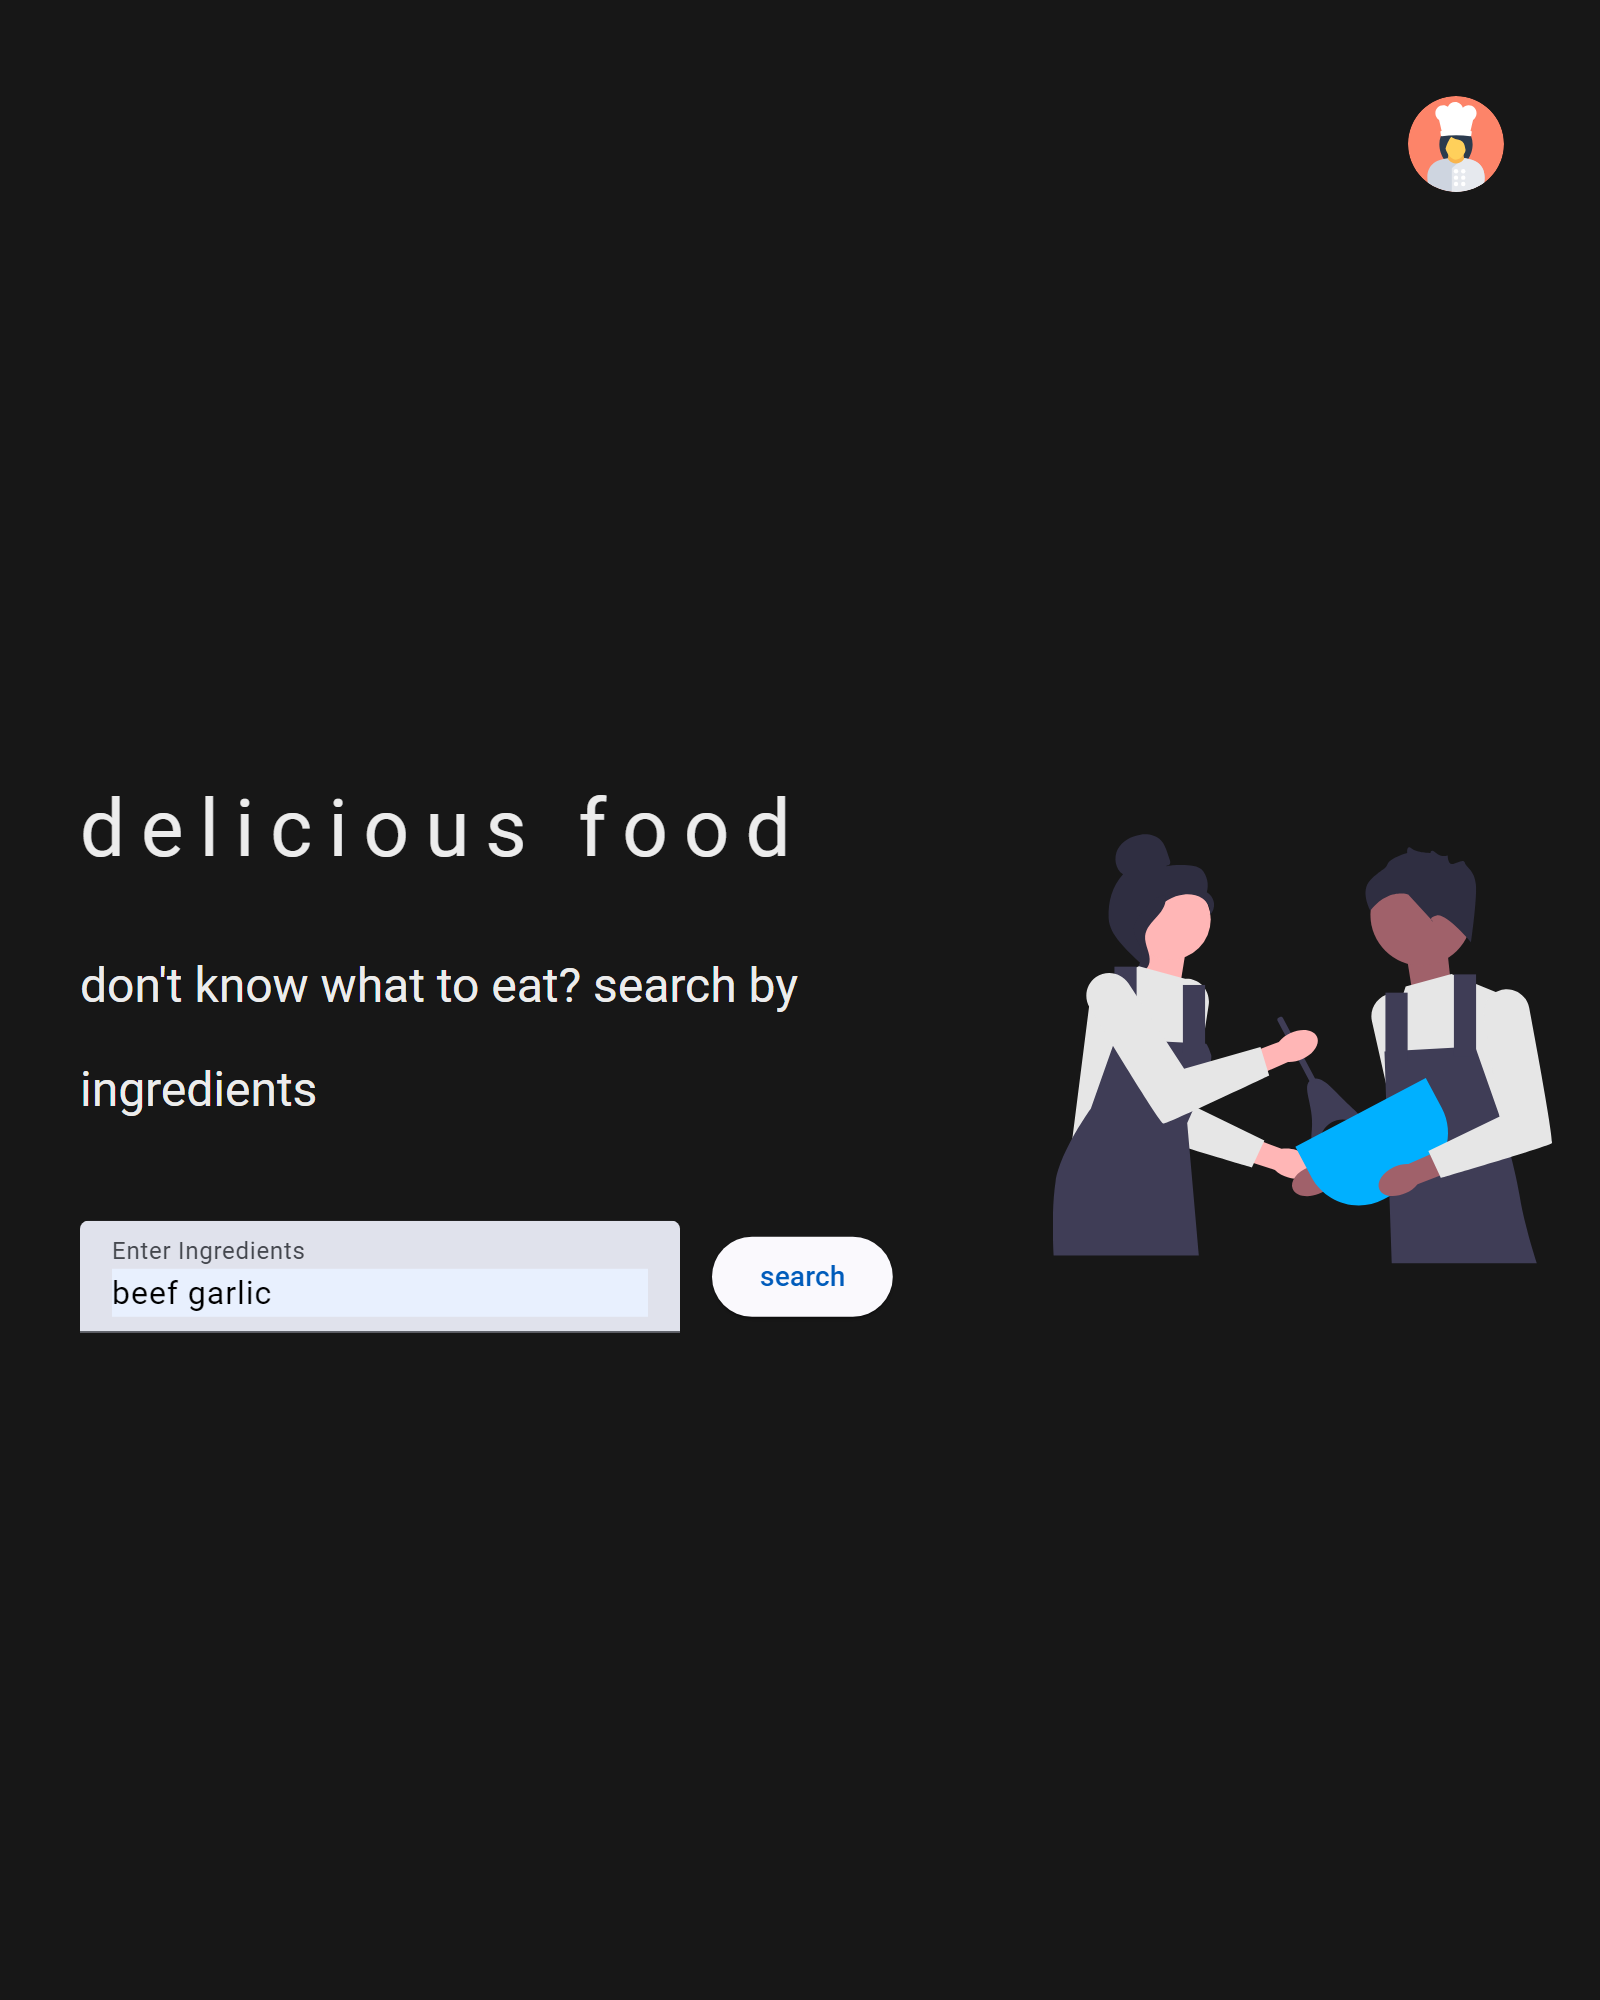 delicious food
don't know what to eat? search by
ingredients
Enter Ingredients
beef garlic
search